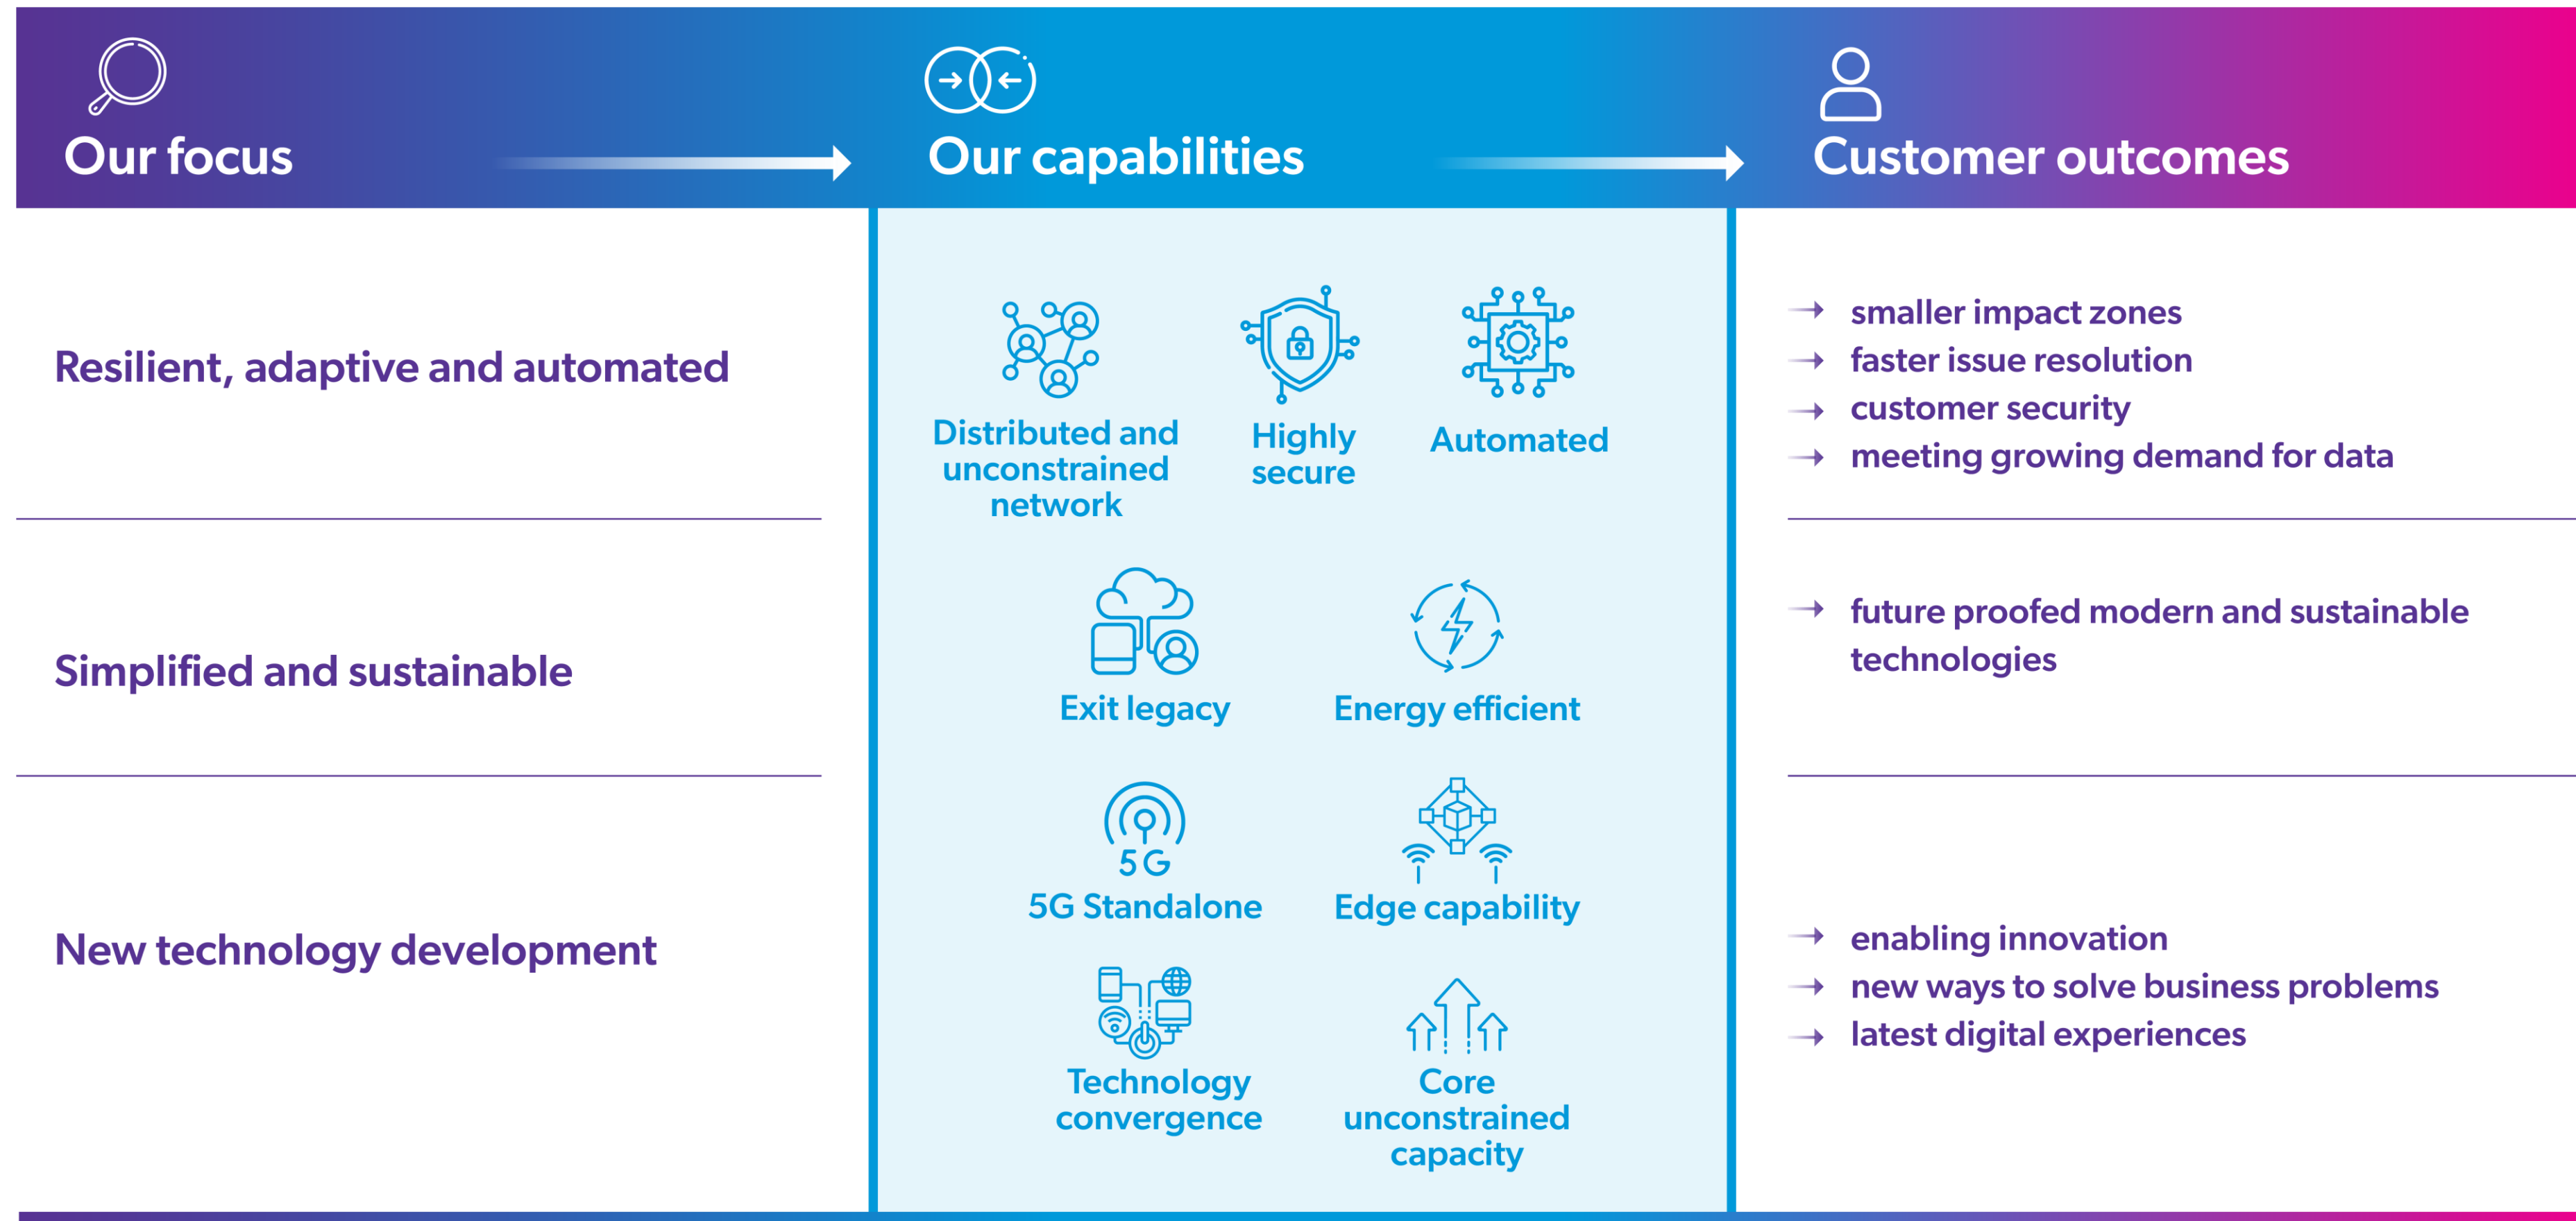 Our focus
Our capabilities
Customer outcomes
Resilient, adaptive and automated
Distributed and
unconstrained
network
Highly
secure
Automated
smaller impact zones
faster issue resolution
customer security
meeting growing demand for data
Simplified and sustainable
Exit legacy
Energy efficient
future proofed modern and sustainable
technologies
New technology development
5G
5G Standalone
Edge capability
Technology
convergence
Core
unconstrained
capacity
enabling innovation
new ways to solve business problems
latest digital experiences